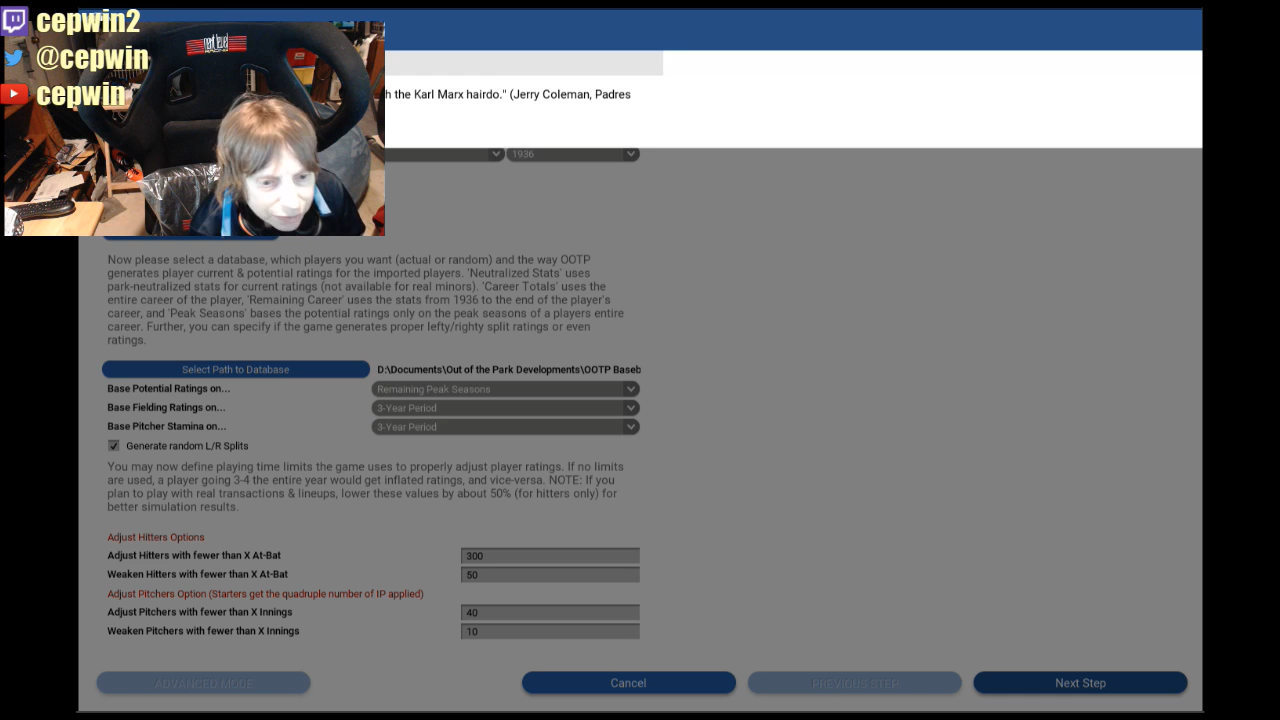 cepwin2
@cepwin
cepwin
h the Karl Marx hairdo." (Jerry Coleman, Padres
1936
Now please select a database, which players you want (actual or random) and the way OOTP
generates player current & potential ratings for the imported players. 'Neutralized Stats' uses
park-neutralized stats for current ratings (not available for real minors). 'Career Totals' uses the
entire career of the player, 'Remaining Career' uses the stats from 1936 to the end of the player's
career, and 'Peak Seasons' bases the potential ratings only on the peak seasons of a players entire
career. Further, you can specify if the game generates proper lefty/righty split ratings or even
ratings.
Select Path to Database D:\Documents\Out of the Park Developments\OOTP Baseb
Base Potential Ratings on... Remaining Peak Seasons
Base Fielding Ratings on... 3-Year Period
Base Pitcher Stamina on... 3-Year Period
Generate random L/R Splits
You may now define playing time limits the game uses to properly adjust player ratings. If no limits
are used, a player going 3-4 the entire year would get inflated ratings, and vice-versa. NOTE: If you
plan to play with real transactions & lineups, lower these values by about 50% (for hitters only) for
better simulation results.
Adjust Hitters Options
Adjust Hitters with fewer than X At-Bat 300
Weaken Hitters with fewer than X At-Bat 50
Adjust Pitchers Option (Starters get the quadruple number of IP applied)
Adjust Pitchers with fewer than X Innings 40
Weaken Pitchers with fewer than X Innings 10
ADVANCED MODE Cancel PREVIOUS STEP Next Step